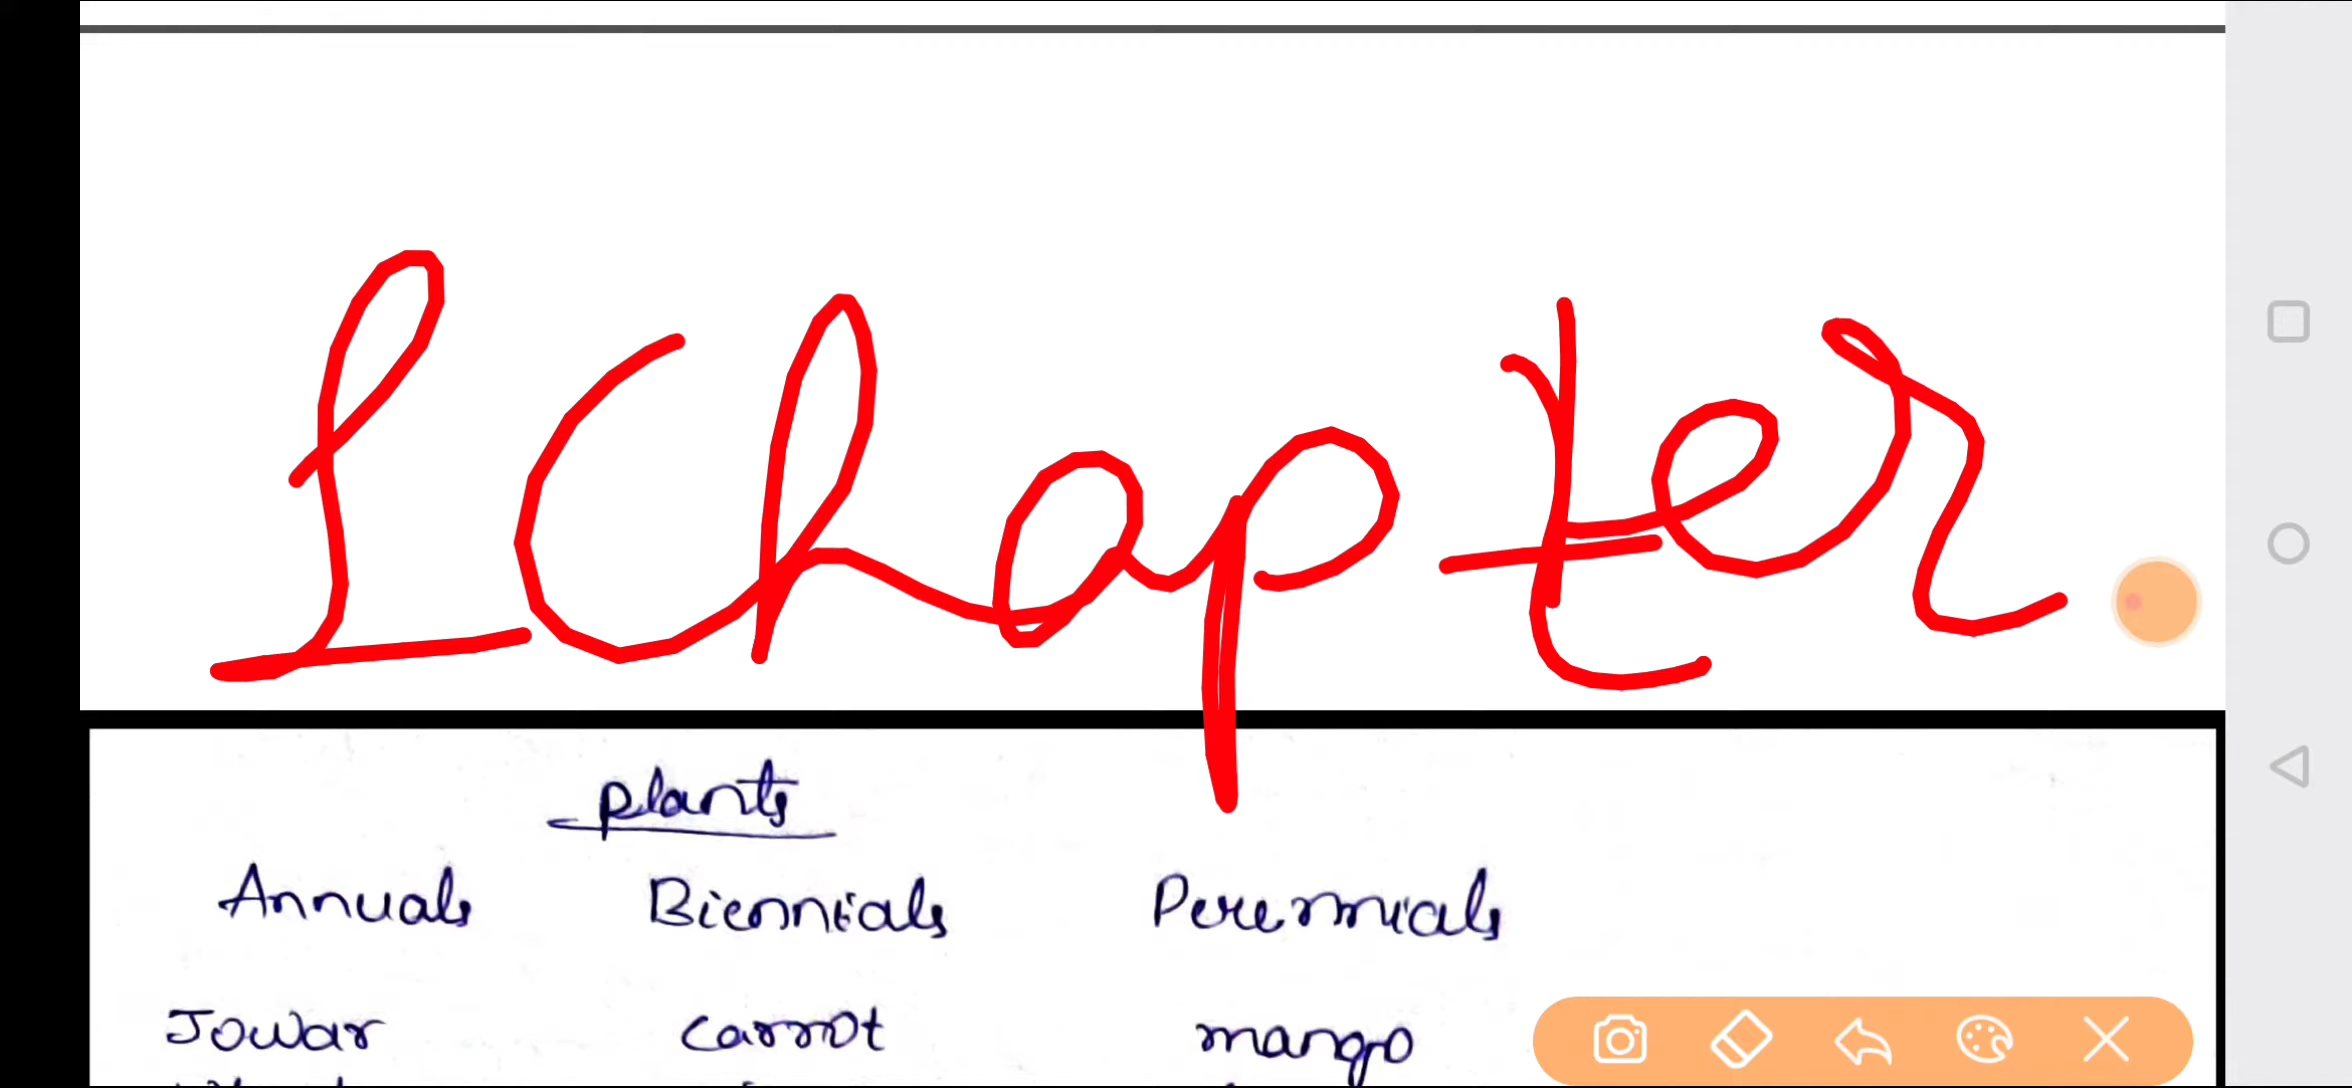 1 Chapter
plants
Annuals Biennials Perennials
Jowar carrot mango